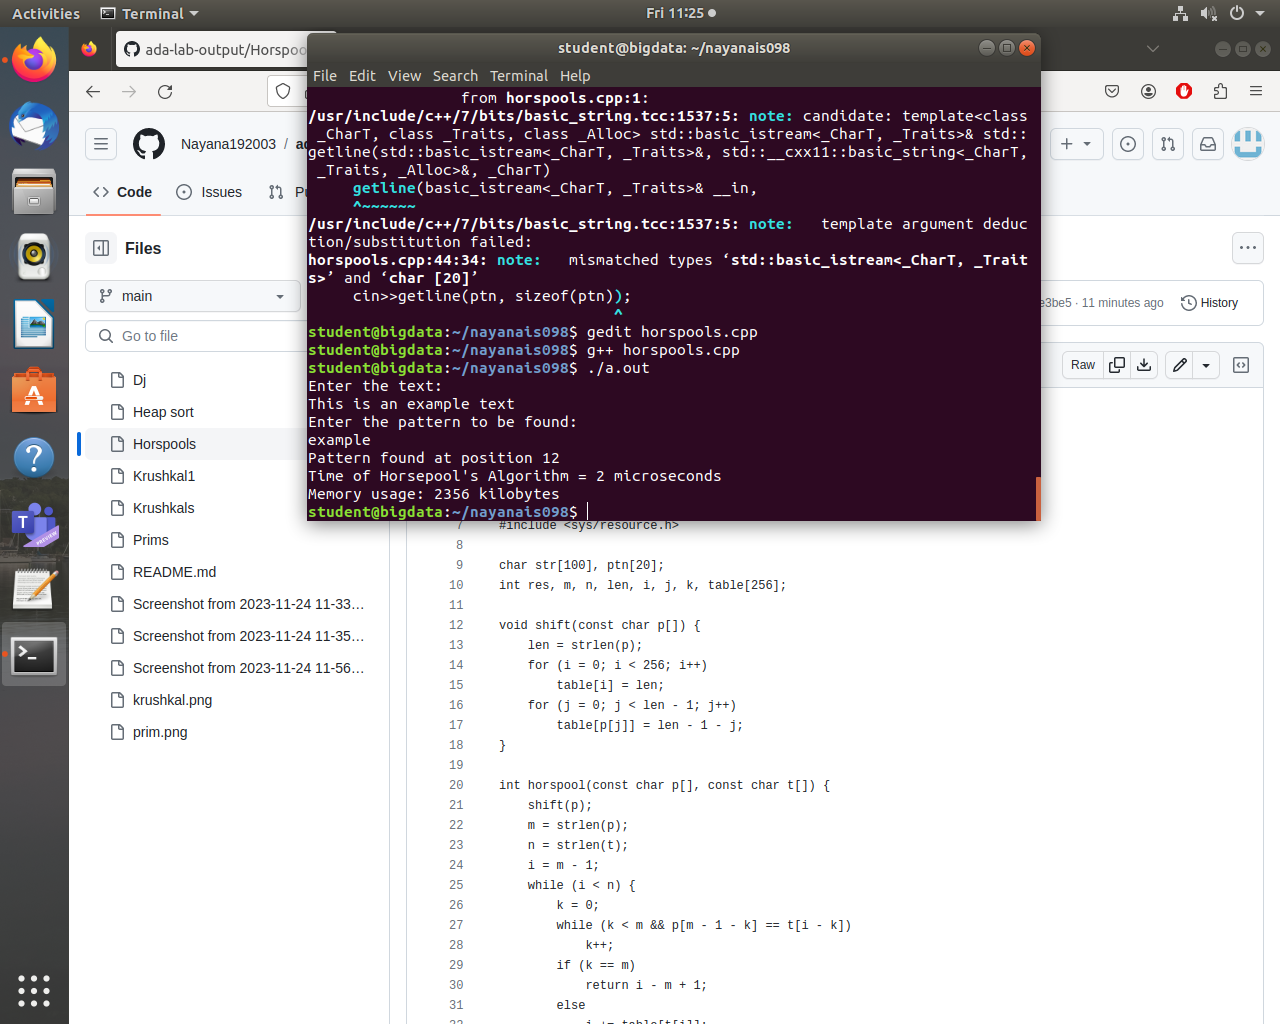 Activities
Terminal
Fri 11:25
ada-lab-output/Horspoo
student@bigdata: ~/nayanais098
File Edit View Search Terminal Help
from horspools.cpp:1:
/usr/include/c++/7/bits/basic_string.tcc:1537:5: note: candidate: template<class
_CharT, class _Traits, class _Alloc> std::basic_istream<_CharT, _Traits>& std::
getline(std::basic_istream<_CharT, _Traits>&, std::__cxx11::basic_string<_CharT,
_Traits, _Alloc>&, _CharT)
getline(basic_istream<_CharT, _Traits>& __in,
^~~~~~~
/usr/include/c++/7/bits/basic_string.tcc:1537:5: note:   template argument deduc
tion/substitution failed:
horspools.cpp:44:34: note:   mismatched types ‘std::basic_istream<_CharT, _Trait
s>’ and ‘char [20]’
cin>>getline(ptn, sizeof(ptn));
^
student@bigdata:~/nayanais098$ gedit horspools.cpp
student@bigdata:~/nayanais098$ g++ horspools.cpp
student@bigdata:~/nayanais098$ ./a.out
Enter the text:
This is an example text
Enter the pattern to be found:
example
Pattern found at position 12
Time of Horsepool's Algorithm = 2 microseconds
Memory usage: 2356 kilobytes
student@bigdata:~/nayanais098$
Nayana192003 /
Code
Issues
Files
main
Go to file
Dj
Heap sort
Horspools
Krushkal1
Krushkals
Prims
README.md
Screenshot from 2023-11-24 11-33...
Screenshot from 2023-11-24 11-35...
Screenshot from 2023-11-24 11-56...
krushkal.png
prim.png
e3be5 · 11 minutes ago
History
Raw
7 #include <sys/resource.h>
8
9 char str[100], ptn[20];
10 int res, m, n, len, i, j, k, table[256];
11
12 void shift(const char p[]) {
13 len = strlen(p);
14 for (i = 0; i < 256; i++)
15 table[i] = len;
16 for (j = 0; j < len - 1; j++)
17 table[p[j]] = len - 1 - j;
18 }
19
20 int horspool(const char p[], const char t[]) {
21 shift(p);
22 m = strlen(p);
23 n = strlen(t);
24 i = m - 1;
25 while (i < n) {
26 k = 0;
27 while (k < m && p[m - 1 - k] == t[i - k])
28 k++;
29 if (k == m)
30 return i - m + 1;
31 else
32 i += table[t[i]];